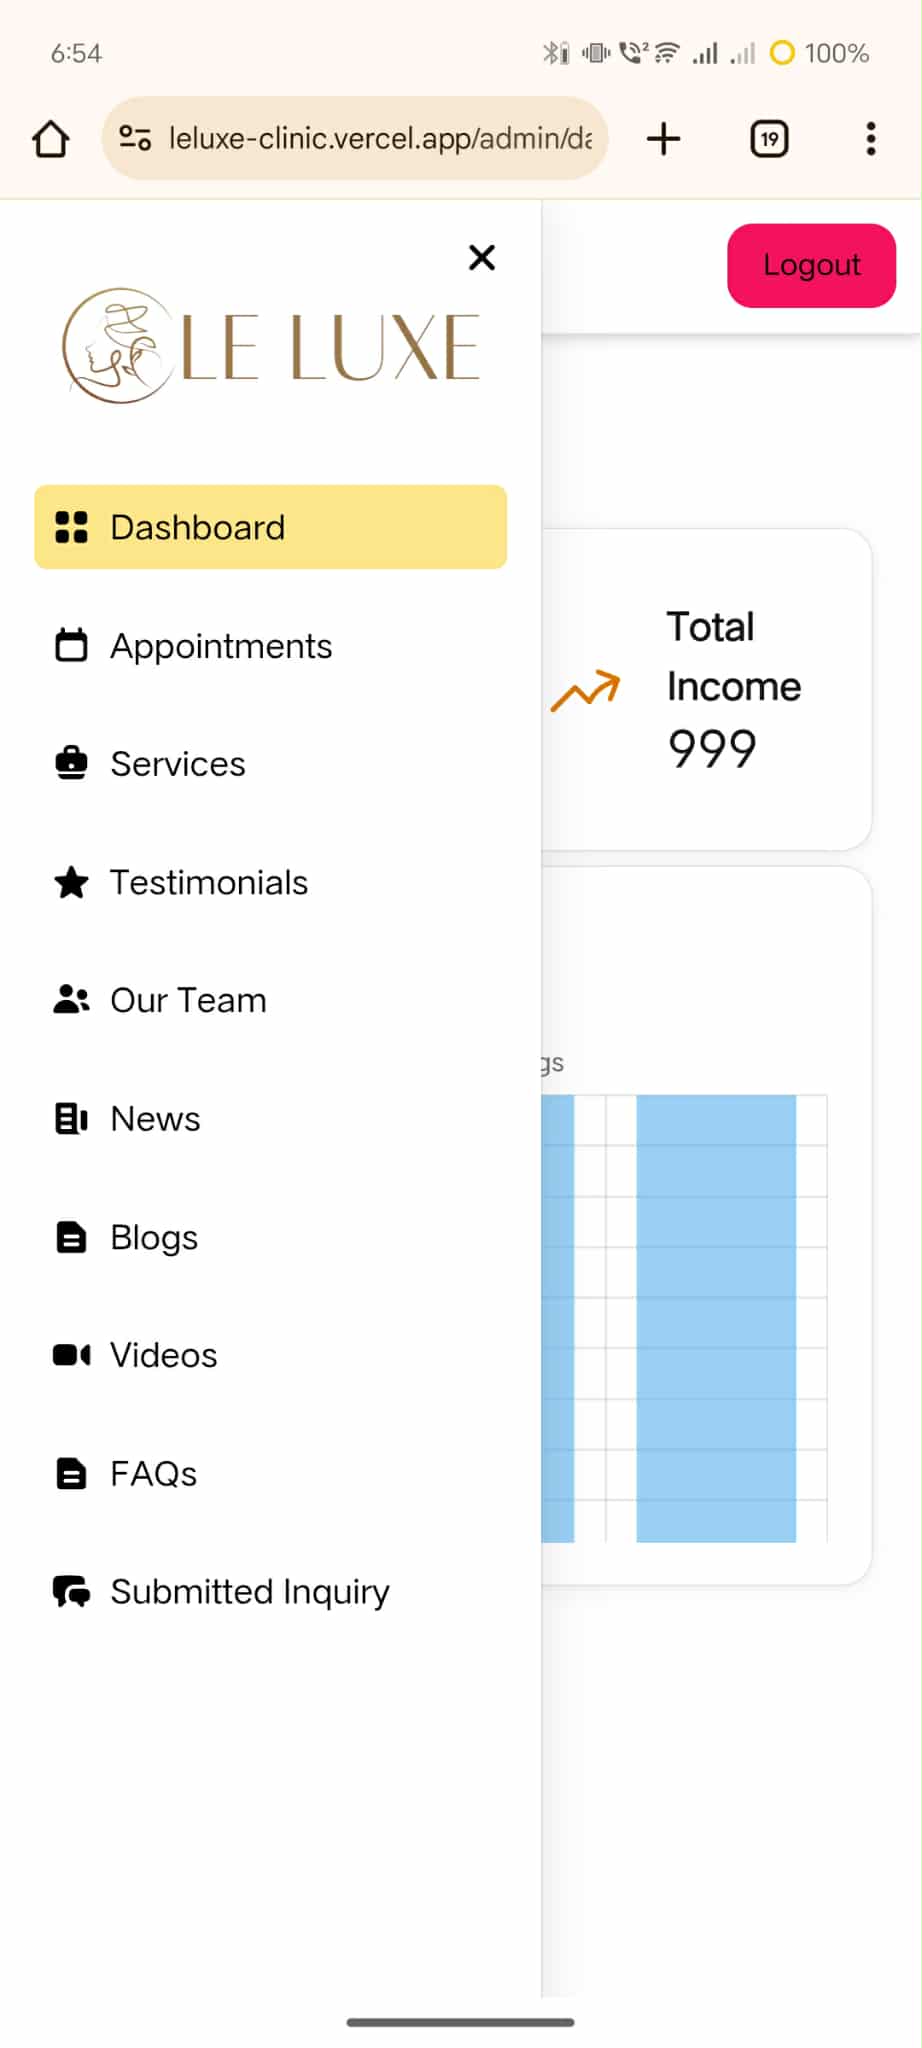 6:54
2
100%
leluxe-clinic.vercel.app/admin/da
19
Logout
LE LUXE
Dashboard
Appointments
Services
Testimonials
Our Team
News
Blogs
Videos
FAQs
Submitted Inquiry
Total
Income
999
gs